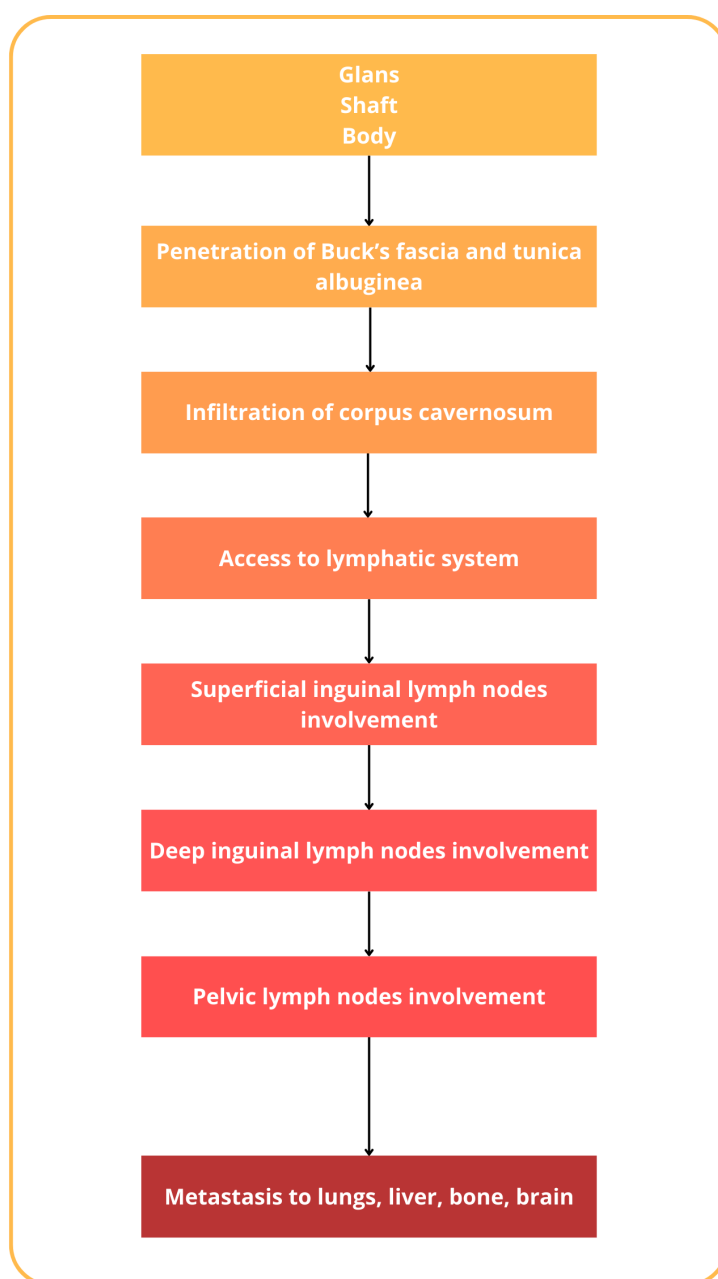 Glans
Shaft
Body
Penetration of Buck’s fascia and tunica
albuginea
Infiltration of corpus cavernosum
Access to lymphatic system
Superficial inguinal lymph nodes
involvement
Deep inguinal lymph nodes involvement
Pelvic lymph nodes involvement
Metastasis to lungs, liver, bone, brain